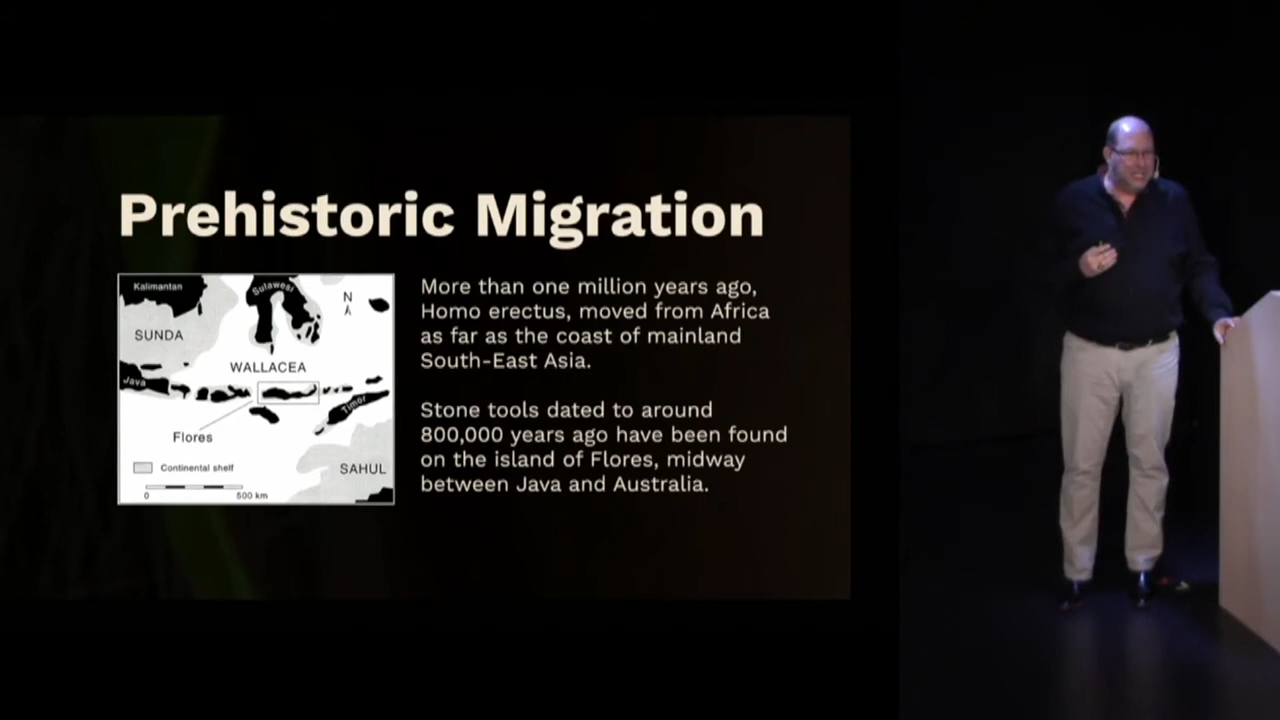 Prehistoric Migration
Kalimantan
Sulawesi
N
SUNDA
WALLACEA
Java
Timor
Flores
Continental shelf
SAHUL
0 500 km
More than one million years ago,
Homo erectus, moved from Africa
as far as the coast of mainland
South-East Asia.
Stone tools dated to around
800,000 years ago have been found
on the island of Flores, midway
between Java and Australia.